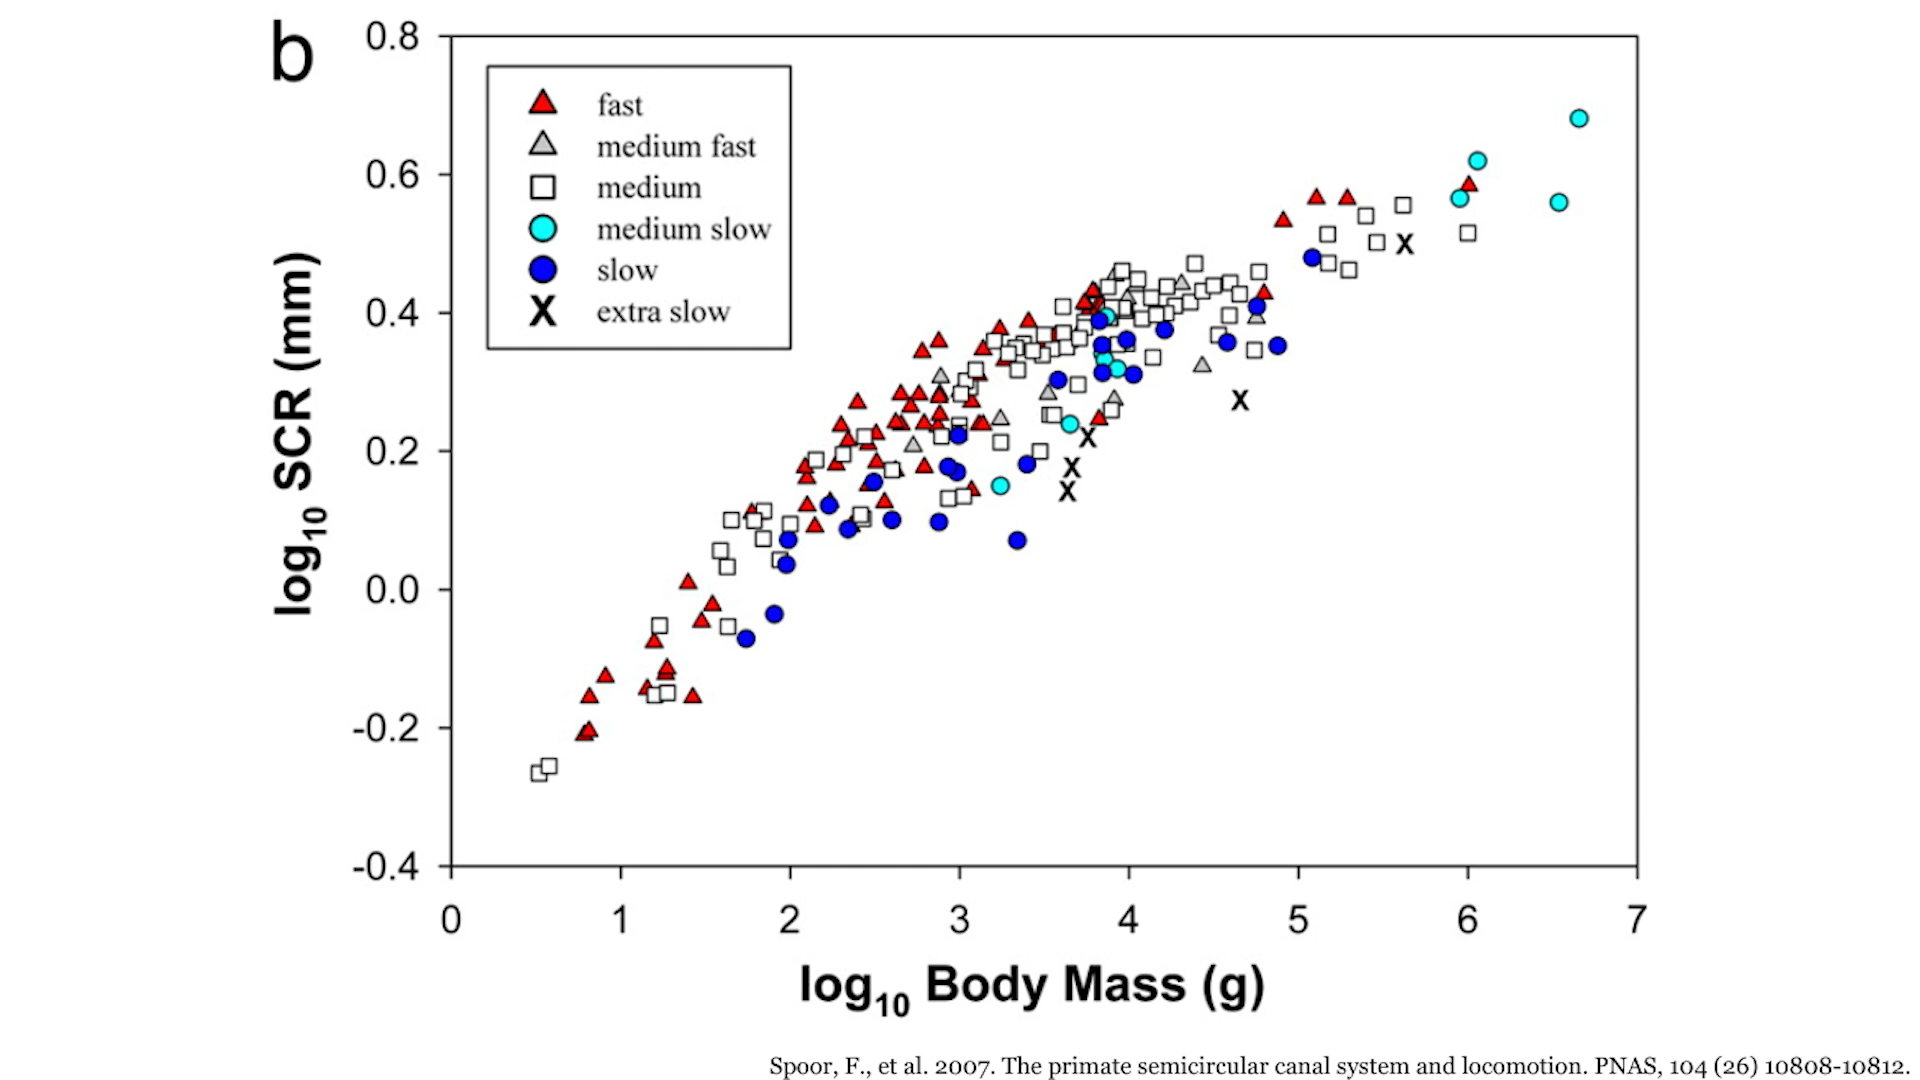 b
0.8
0.6
0.4
0.2
0.0
-0.2
-0.4
log10 SCR (mm)
fast
medium fast
medium
medium slow
slow
X extra slow
0 1 2 3 4 5 6 7
log10 Body Mass (g)
Spoor, F., et al. 2007. The primate semicircular canal system and locomotion. PNAS, 104 (26) 10808-10812.